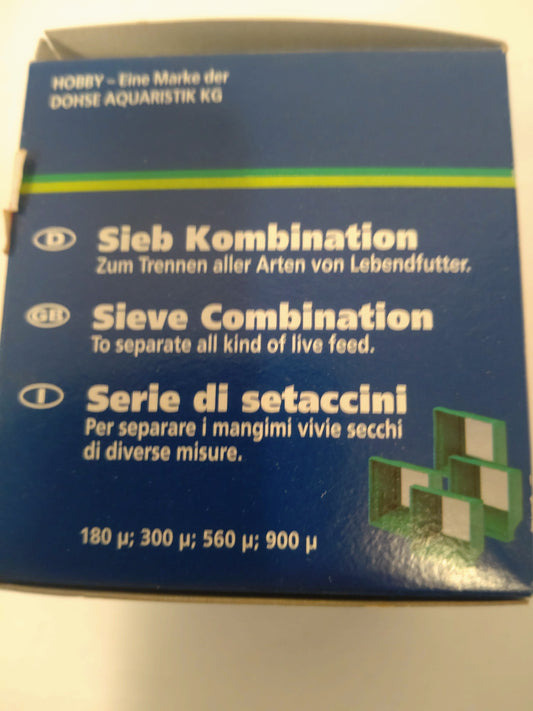 HOBBY – Eine Marke der
DOHSE AQUARISTIK KG
D Sieb Kombination
Zum Trennen aller Arten von Lebendfutter.
GB Sieve Combination
To separate all kind of live feed.
I Serie di setaccini
Per separare i mangimi vivie secchi
di diverse misure.
180 µ; 300 µ; 560 µ; 900 µ